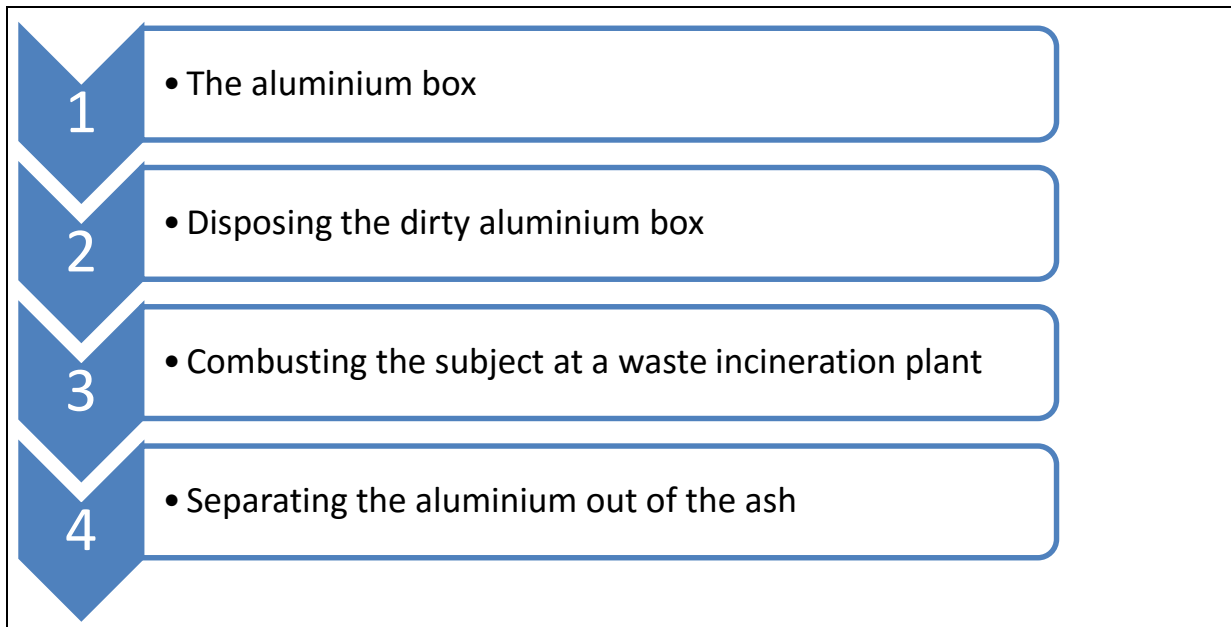 1
• The aluminium box
2
• Disposing the dirty aluminium box
3
• Combusting the subject at a waste incineration plant
4
• Separating the aluminium out of the ash